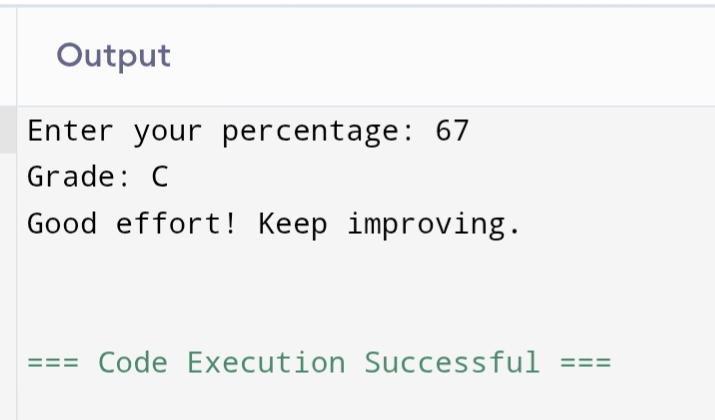 Output
Enter your percentage: 67
Grade: C
Good effort! Keep improving.
=== Code Execution Successful ===